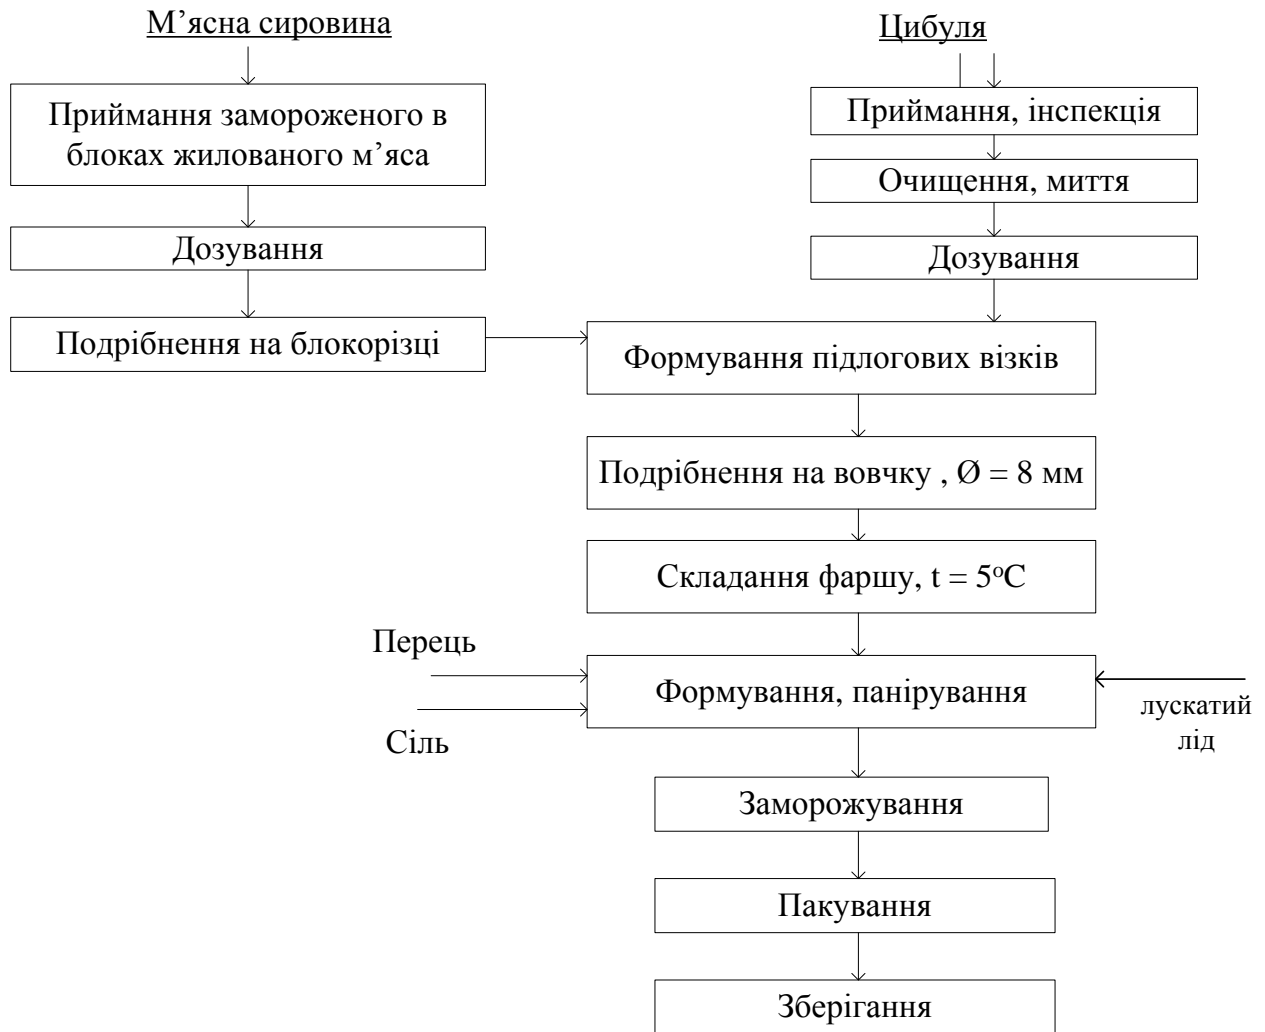 М’ясна сировина
Приймання замороженого в
блоках жилованого м’яса
Дозування
Подрібнення на блокорізці
Цибуля
Приймання, інспекція
Очищення, миття
Дозування
Формування підлогових візків
Подрібнення на вовчку , Ø = 8 мм
Складання фаршу, t = 5°С
Перець
Сіль
Формування, панірування
лускатий
лід
Заморожування
Пакування
Зберігання